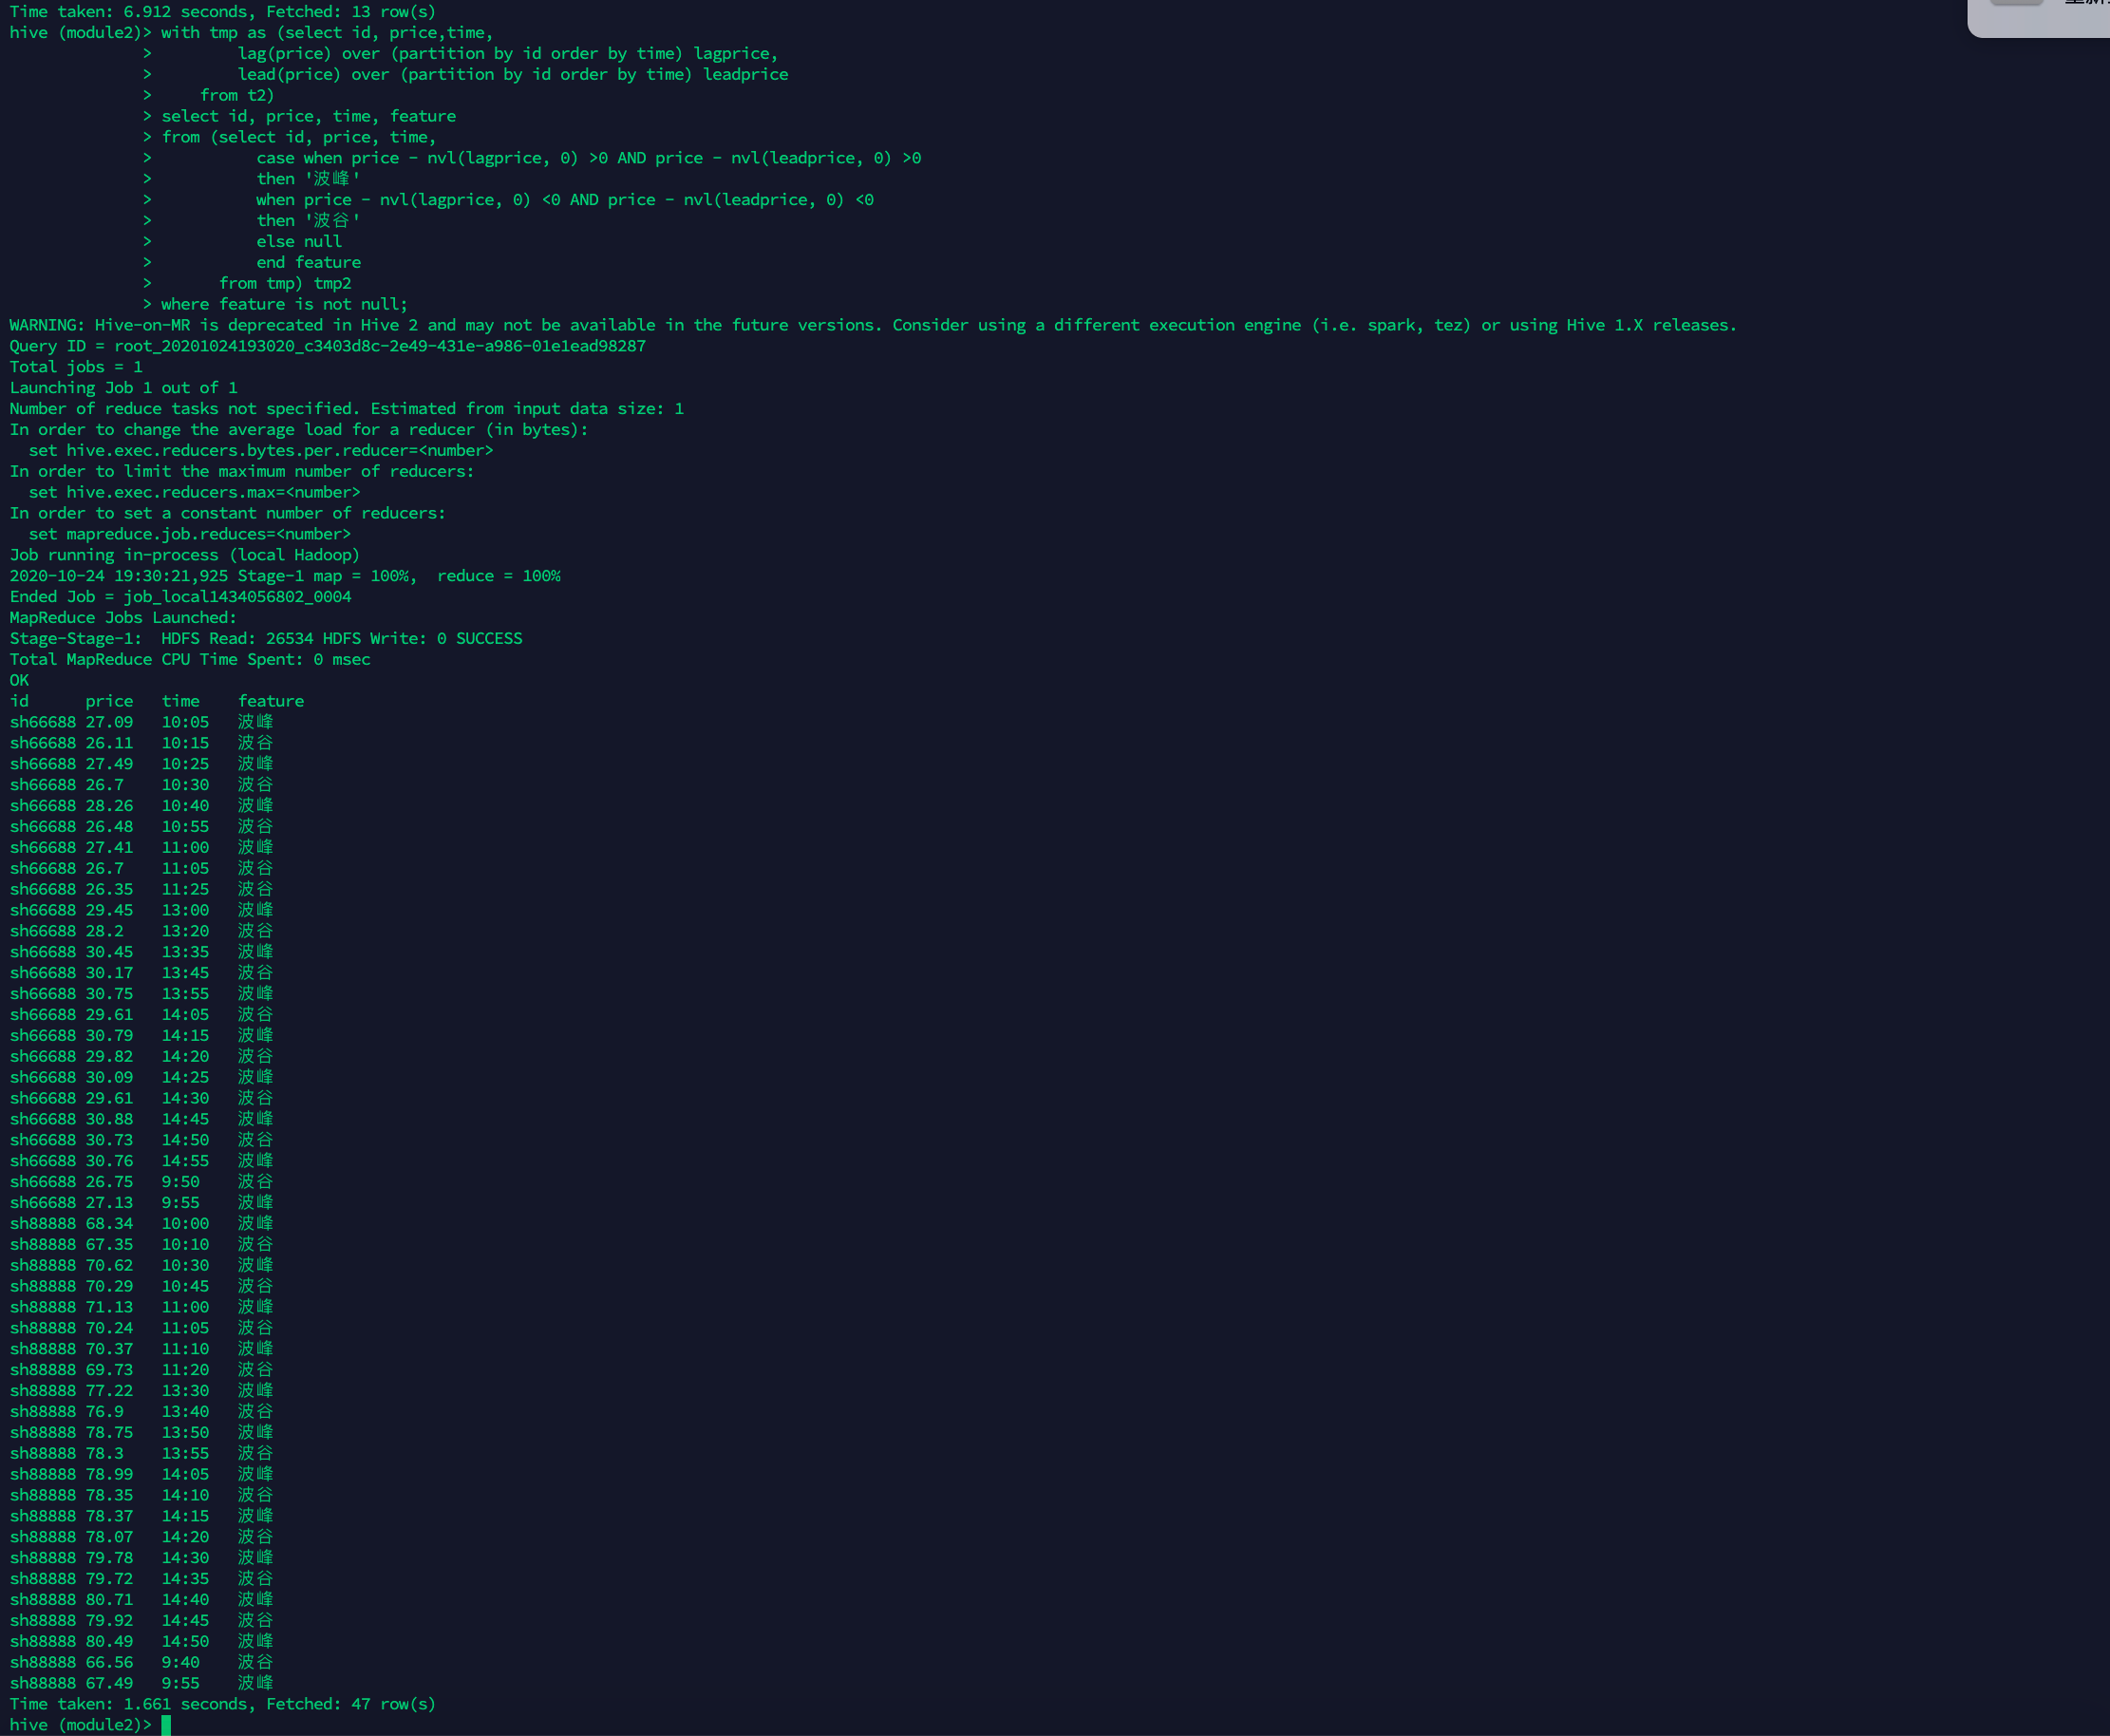 Time taken: 6.912 seconds, Fetched: 13 row(s)
hive (module2)> with tmp as (select id, price,time,
              >         lag(price) over (partition by id order by time) lagprice,
              >         lead(price) over (partition by id order by time) leadprice
              >     from t2)
              > select id, price, time, feature
              > from (select id, price, time,
              >           case when price - nvl(lagprice, 0) >0 AND price - nvl(leadprice, 0) >0
              >           then '波峰'
              >           when price - nvl(lagprice, 0) <0 AND price - nvl(leadprice, 0) <0
              >           then '波谷'
              >           else null
              >           end feature
              >       from tmp) tmp2
              > where feature is not null;
WARNING: Hive-on-MR is deprecated in Hive 2 and may not be available in the future versions. Consider using a different execution engine (i.e. spark, tez) or using Hive 1.X releases.
Query ID = root_20201024193020_c3403d8c-2e49-431e-a986-01e1ead98287
Total jobs = 1
Launching Job 1 out of 1
Number of reduce tasks not specified. Estimated from input data size: 1
In order to change the average load for a reducer (in bytes):
  set hive.exec.reducers.bytes.per.reducer=<number>
In order to limit the maximum number of reducers:
  set hive.exec.reducers.max=<number>
In order to set a constant number of reducers:
  set mapreduce.job.reduces=<number>
Job running in-process (local Hadoop)
2020-10-24 19:30:21,925 Stage-1 map = 100%,  reduce = 100%
Ended Job = job_local1434056802_0004
MapReduce Jobs Launched:
Stage-Stage-1:  HDFS Read: 26534 HDFS Write: 0 SUCCESS
Total MapReduce CPU Time Spent: 0 msec
OK
id      price   time    feature
sh66688 27.09   10:05   波峰
sh66688 26.11   10:15   波谷
sh66688 27.49   10:25   波峰
sh66688 26.7    10:30   波谷
sh66688 28.26   10:40   波峰
sh66688 26.48   10:55   波谷
sh66688 27.41   11:00   波峰
sh66688 26.7    11:05   波谷
sh66688 26.35   11:25   波谷
sh66688 29.45   13:00   波峰
sh66688 28.2    13:20   波谷
sh66688 30.45   13:35   波峰
sh66688 30.17   13:45   波谷
sh66688 30.75   13:55   波峰
sh66688 29.61   14:05   波谷
sh66688 30.79   14:15   波峰
sh66688 29.82   14:20   波谷
sh66688 30.09   14:25   波峰
sh66688 29.61   14:30   波谷
sh66688 30.88   14:45   波峰
sh66688 30.73   14:50   波谷
sh66688 30.76   14:55   波峰
sh66688 26.75   9:50    波谷
sh66688 27.13   9:55    波峰
sh88888 68.34   10:00   波峰
sh88888 67.35   10:10   波谷
sh88888 70.62   10:30   波峰
sh88888 70.29   10:45   波谷
sh88888 71.13   11:00   波峰
sh88888 70.24   11:05   波谷
sh88888 70.37   11:10   波峰
sh88888 69.73   11:20   波谷
sh88888 77.22   13:30   波峰
sh88888 76.9    13:40   波谷
sh88888 78.75   13:50   波峰
sh88888 78.3    13:55   波谷
sh88888 78.99   14:05   波峰
sh88888 78.35   14:10   波谷
sh88888 78.37   14:15   波峰
sh88888 78.07   14:20   波谷
sh88888 79.78   14:30   波峰
sh88888 79.72   14:35   波谷
sh88888 80.71   14:40   波峰
sh88888 79.92   14:45   波谷
sh88888 80.49   14:50   波峰
sh88888 66.56   9:40    波谷
sh88888 67.49   9:55    波峰
Time taken: 1.661 seconds, Fetched: 47 row(s)
hive (module2)>